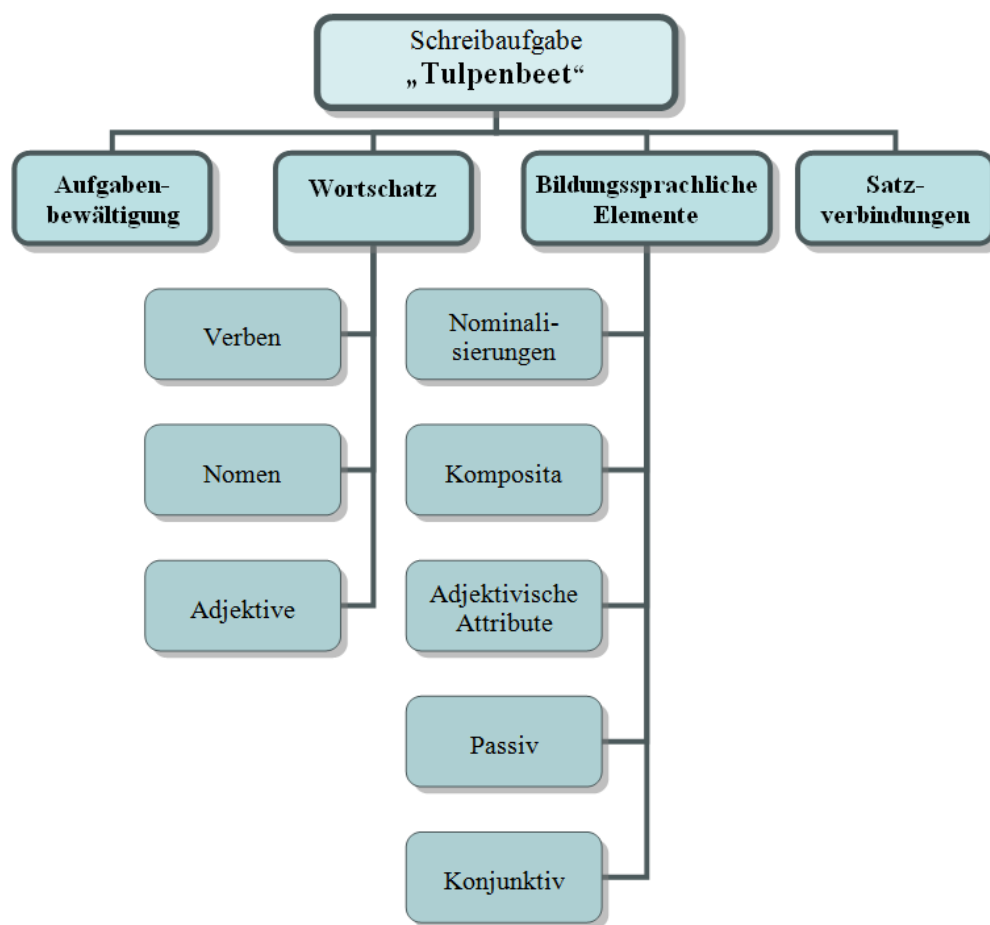 Schreibaufgabe
„Tulpenbeet“
Aufgaben-
bewältigung
Wortschatz
Bildungssprachliche
Elemente
Satz-
verbindungen
Verben
Nomen
Adjektive
Nominali-
sierungen
Komposita
Adjektivische
Attribute
Passiv
Konjunktiv